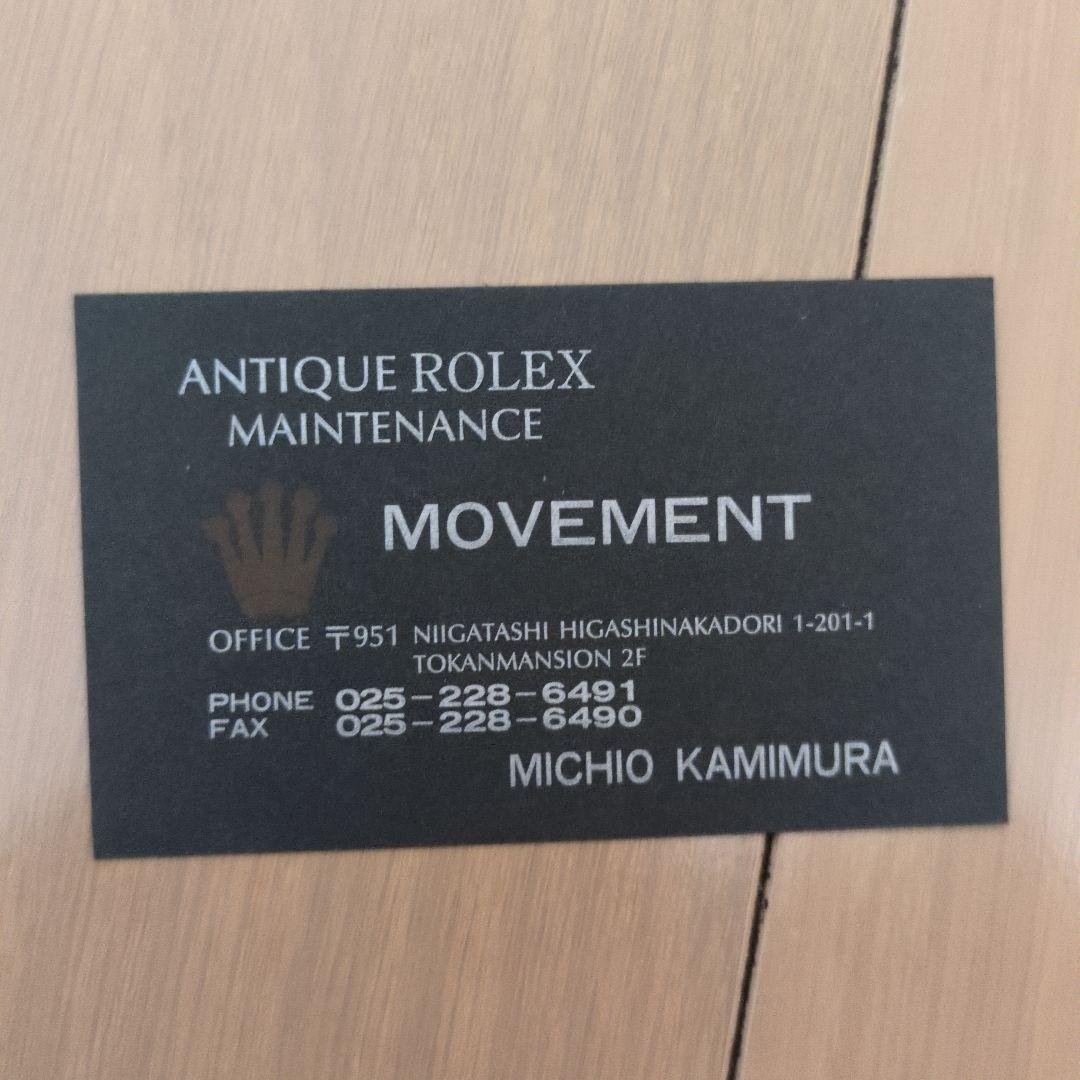 ANTIQUE ROLEX
MAINTENANCE
MOVEMENT
OFFICE 〒951 NIIGATASHI HIGASHINAKADORI 1-201-1
TOKANMANSION 2F
PHONE 025-228-6491
FAX 025-228-6490
MICHIO KAMIMURA